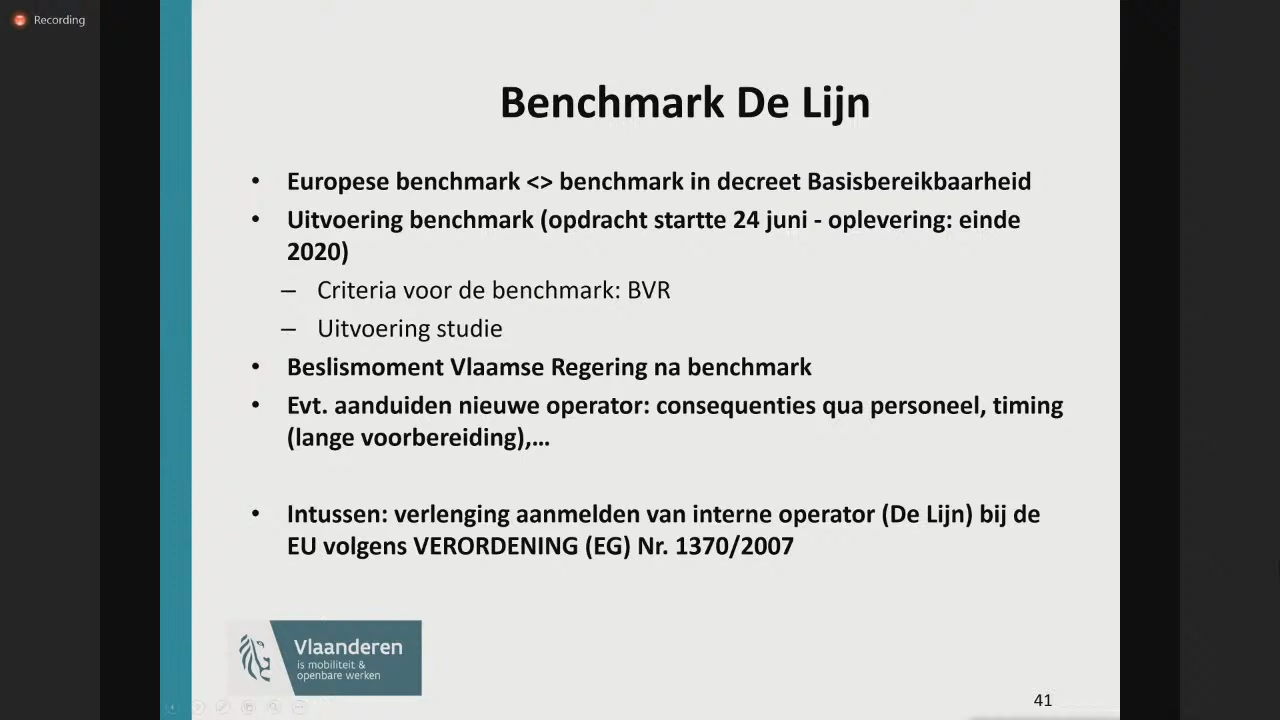 Recording
Benchmark De Lijn
• Europese benchmark <> benchmark in decreet Basisbereikbaarheid
• Uitvoering benchmark (opdracht startte 24 juni - oplevering: einde
2020)
– Criteria voor de benchmark: BVR
– Uitvoering studie
• Beslismoment Vlaamse Regering na benchmark
• Evt. aanduiden nieuwe operator: consequenties qua personeel, timing
(lange voorbereiding),...
• Intussen: verlenging aanmelden van interne operator (De Lijn) bij de
EU volgens VERORDENING (EG) Nr. 1370/2007
Vlaanderen
is mobiliteit &
openbare werken
41